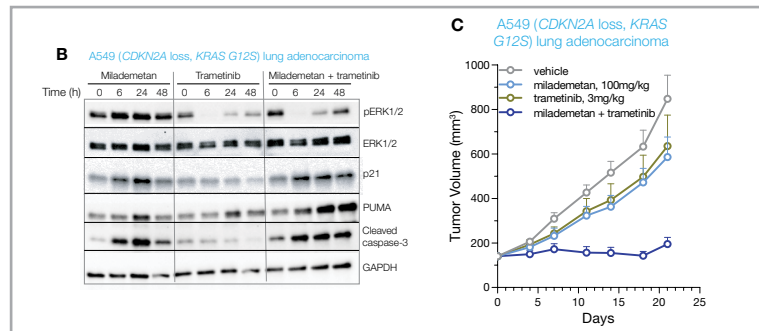 B
A549 (CDKN2A loss, KRAS G12S) lung adenocarcinoma
Milademetan Trametinib Milademetan + trametinib
Time (h) 0 6 24 48 0 6 24 48 0 6 24 48
pERK1/2
ERK1/2
p21
PUMA
Cleaved
caspase-3
GAPDH
C
A549 (CDKN2A loss, KRAS
G12S) lung adenocarcinoma
vehicle
milademetan, 100mg/kg
trametinib, 3mg/kg
milademetan + trametinib
Tumor Volume (mm³)
1000
800
600
400
200
0
0 5 10 15 20 25
Days